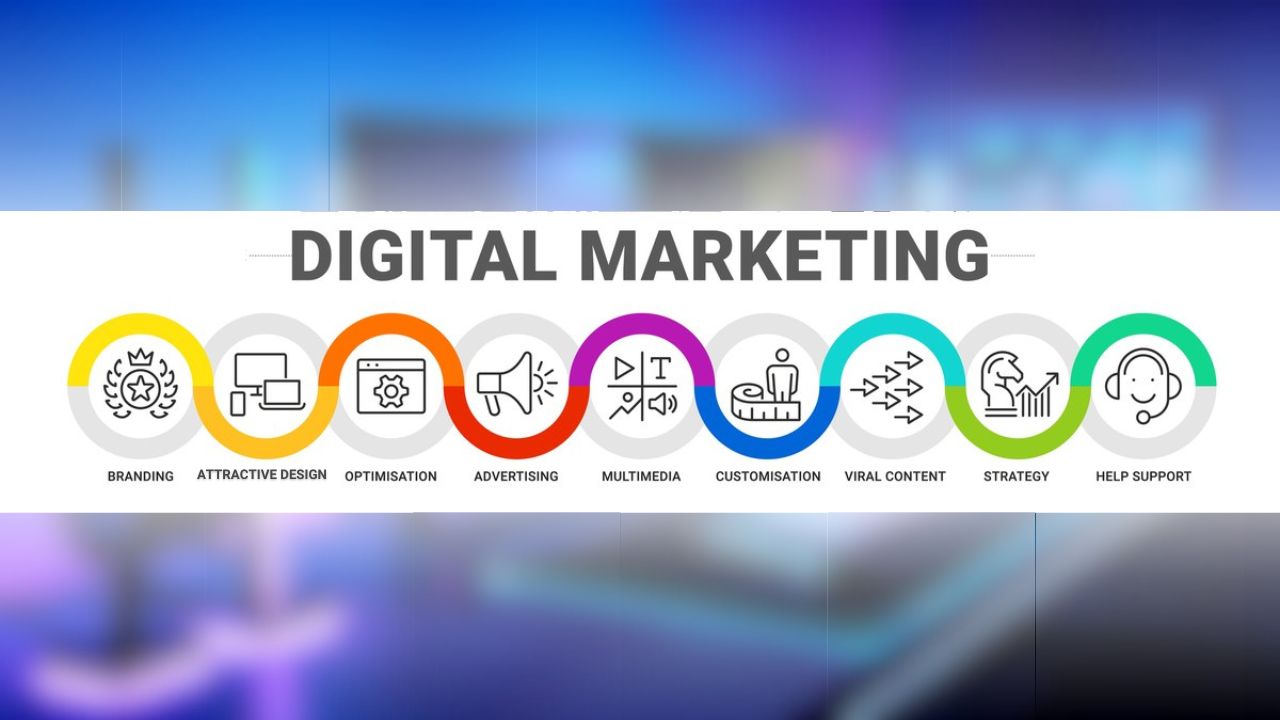 DIGITAL MARKETING
T
BRANDING
ATTRACTIVE DESIGN
OPTIMISATION
ADVERTISING
MULTIMEDIA
CUSTOMISATION
VIRAL CONTENT
STRATEGY
HELP SUPPORT